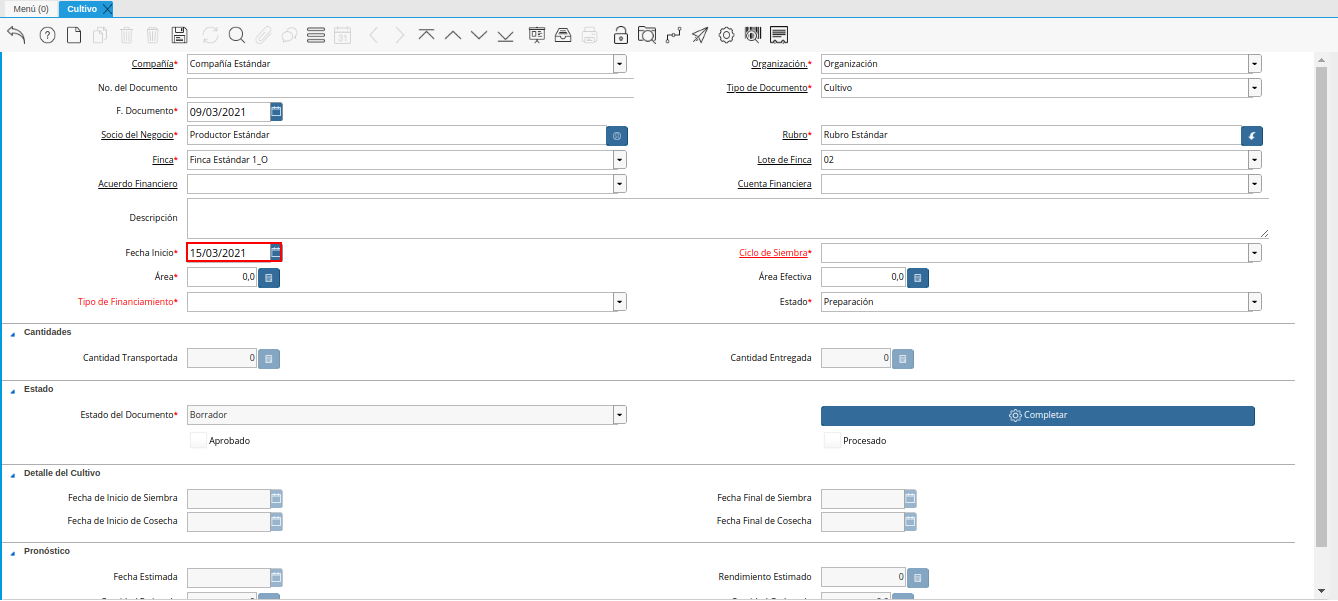 Menú (0) Cultivo
Compañía* Compañía Estándar Organización.* Organización
No. del Documento Tipo de Documento* Cultivo
F. Documento* 09/03/2021
Socio del Negocio* Productor Estándar Rubro* Rubro Estándar
Finca* Finca Estándar 1_O Lote de Finca 02
Acuerdo Financiero Cuenta Financiera
Descripción
Fecha Inicio* 15/03/2021 Ciclo de Siembra*
Área* 0,0 Área Efectiva 0,0
Tipo de Financiamiento* Estado* Preparación
Cantidades
Cantidad Transportada 0 Cantidad Entregada 0
Estado
Estado del Documento* Borrador Completar
Aprobado Procesado
Detalle del Cultivo
Fecha de Inicio de Siembra Fecha Final de Siembra
Fecha de Inicio de Cosecha Fecha Final de Cosecha
Pronóstico
Fecha Estimada Rendimiento Estimado 0